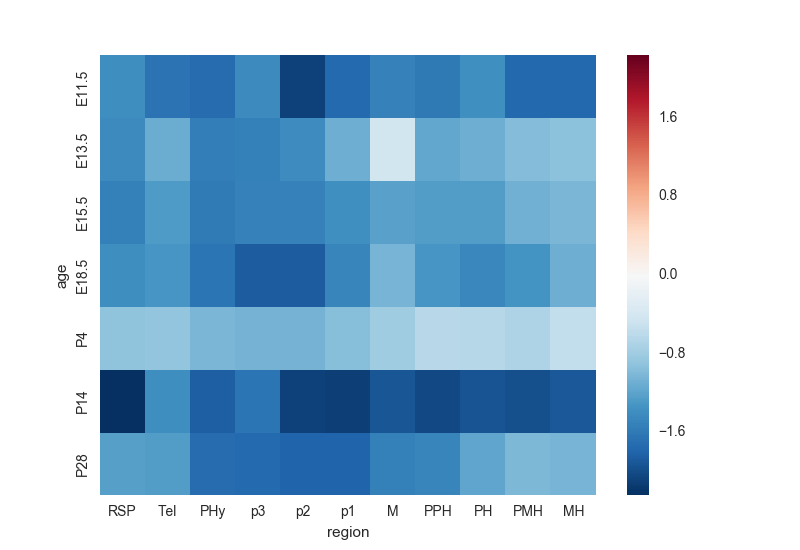 age
E11.5
E13.5
E15.5
E18.5
P4
P14
P28
RSP Tel PHy p3 p2 p1 M PPH PH PMH MH
region
1.6
0.8
0.0
−0.8
−1.6